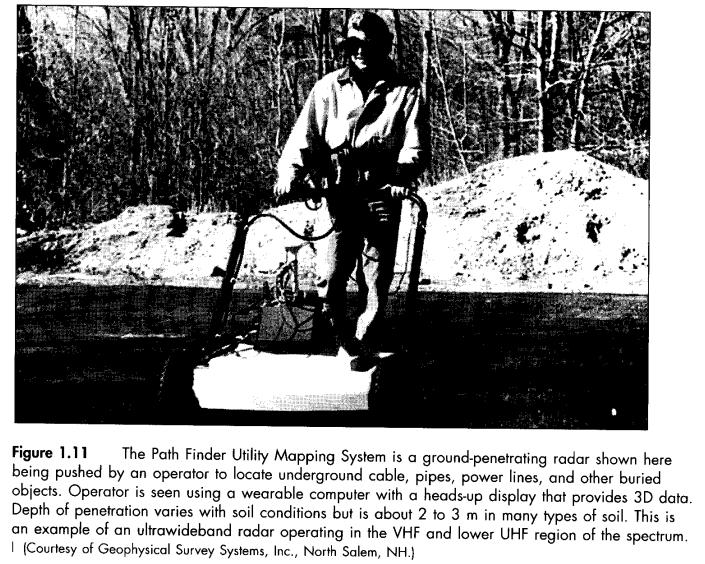 Figure 1.11 The Path Finder Utility Mapping System is a ground-penetrating radar shown here
being pushed by an operator to locate underground cable, pipes, power lines, and other buried
objects. Operator is seen using a wearable computer with a heads-up display that provides 3D data.
Depth of penetration varies with soil conditions but is about 2 to 3 m in many types of soil. This is
an example of an ultrawideband radar operating in the VHF and lower UHF region of the spectrum.
| (Courtesy of Geophysical Survey Systems, Inc., North Salem, NH.)